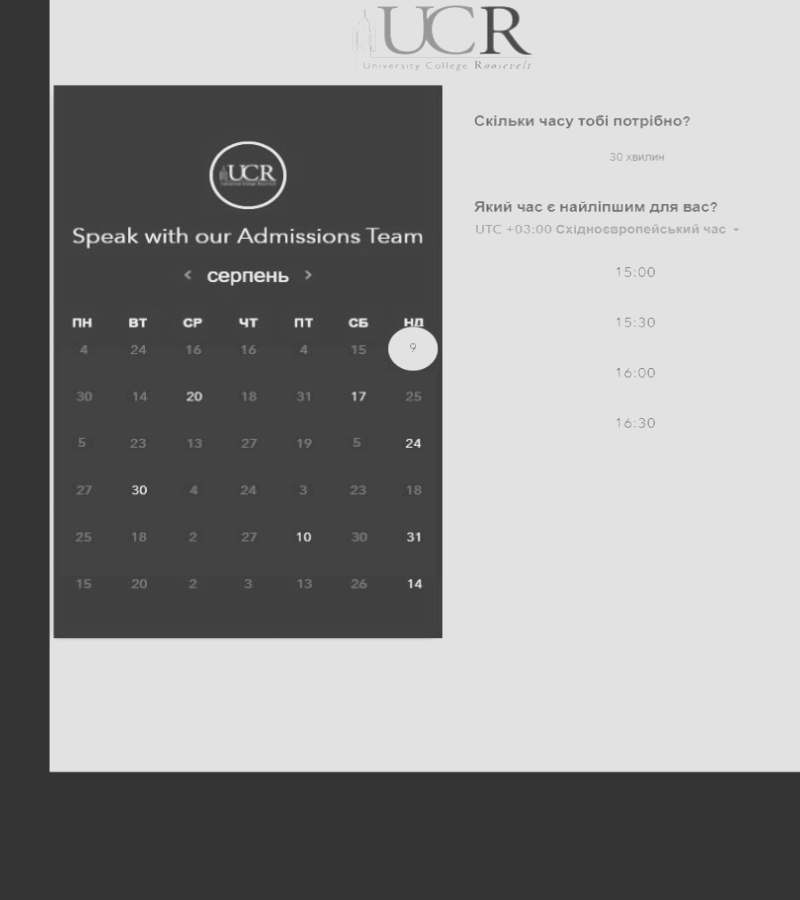 UCR
University College Roosevelt
UCR
Speak with our Admissions Team
< серпень >
ПН ВТ СР ЧТ ПТ СБ НД
4 24 16 16 4 15 9
30 14 20 18 31 17 25
5 23 13 27 19 5 24
27 30 4 24 3 23 18
25 18 2 27 10 30 31
15 20 2 3 13 26 14
Скільки часу тобі потрібно?
30 хвилин
Який час є найліпшим для вас?
UTC +03:00 Східноєвропейський час
15:00
15:30
16:00
16:30